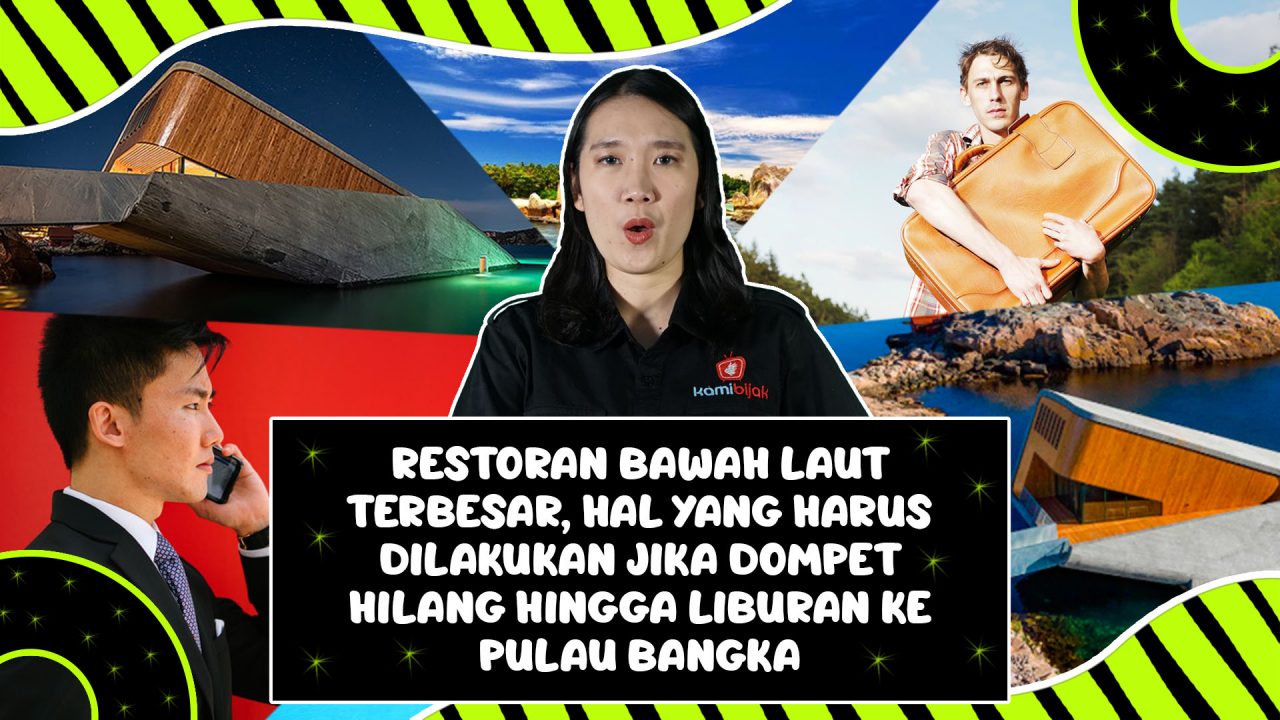 kamibijak
RESTORAN BAWAH LAUT
TERBESAR, HAL YANG HARUS
DILAKUKAN JIKA DOMPET
HILANG HINGGA LIBURAN KE
PULAU BANGKA